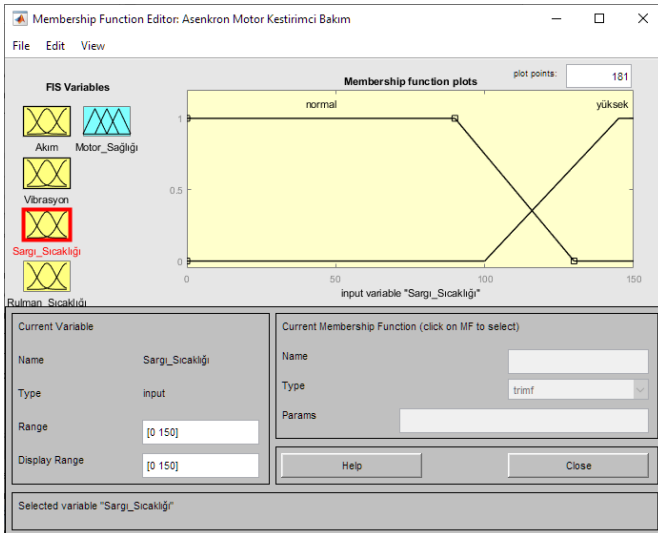 Membership Function Editor: Asenkron Motor Kestirimci Bakım
File Edit View
FIS Variables
Akım
Motor_Sağlığı
Vibrasyon
Sargı_Sıcaklığı
Rulman_Sıcaklığı
Membership function plots
plot points:
181
normal
yüksek
1
0.5
0
0 50 100 150
input variable "Sargı_Sıcaklığı"
Current Variable
Name Sargı_Sıcaklığı
Type input
Range [0 150]
Display Range [0 150]
Current Membership Function (click on MF to select)
Name
Type trimf
Params
Help
Close
Selected variable "Sargı_Sıcaklığı"